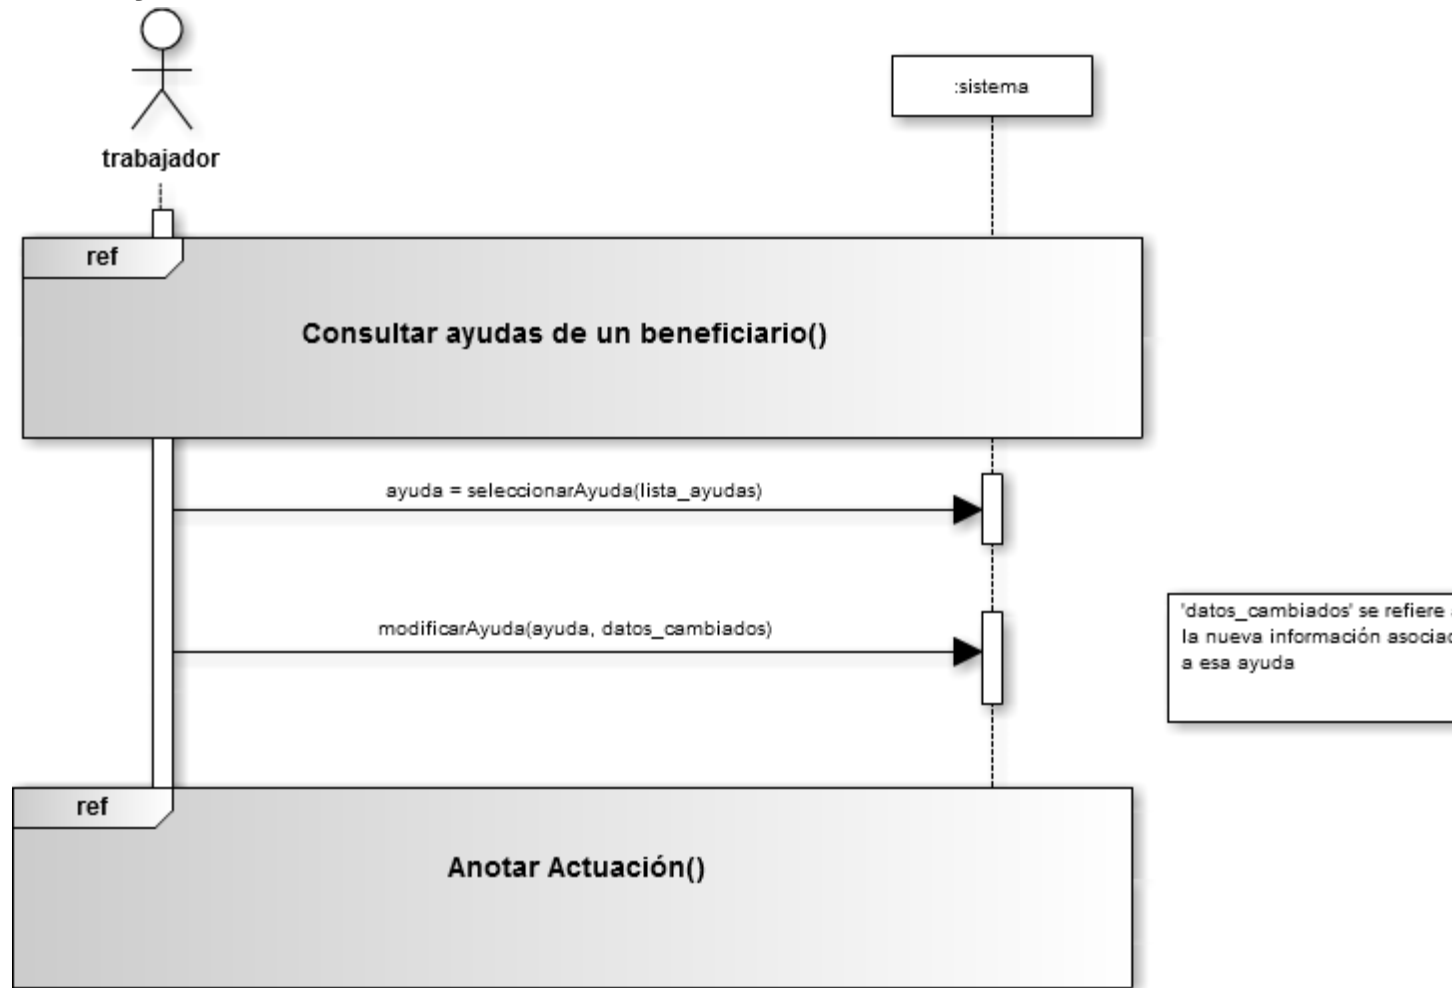 trabajador
:sistema
ref
Consultar ayudas de un beneficiario()
ayuda = seleccionarAyuda(lista_ayudas)
modificarAyuda(ayuda, datos_cambiados)
'datos_cambiados' se refiere
la nueva información
a esa ayuda
ref
Anotar Actuación()